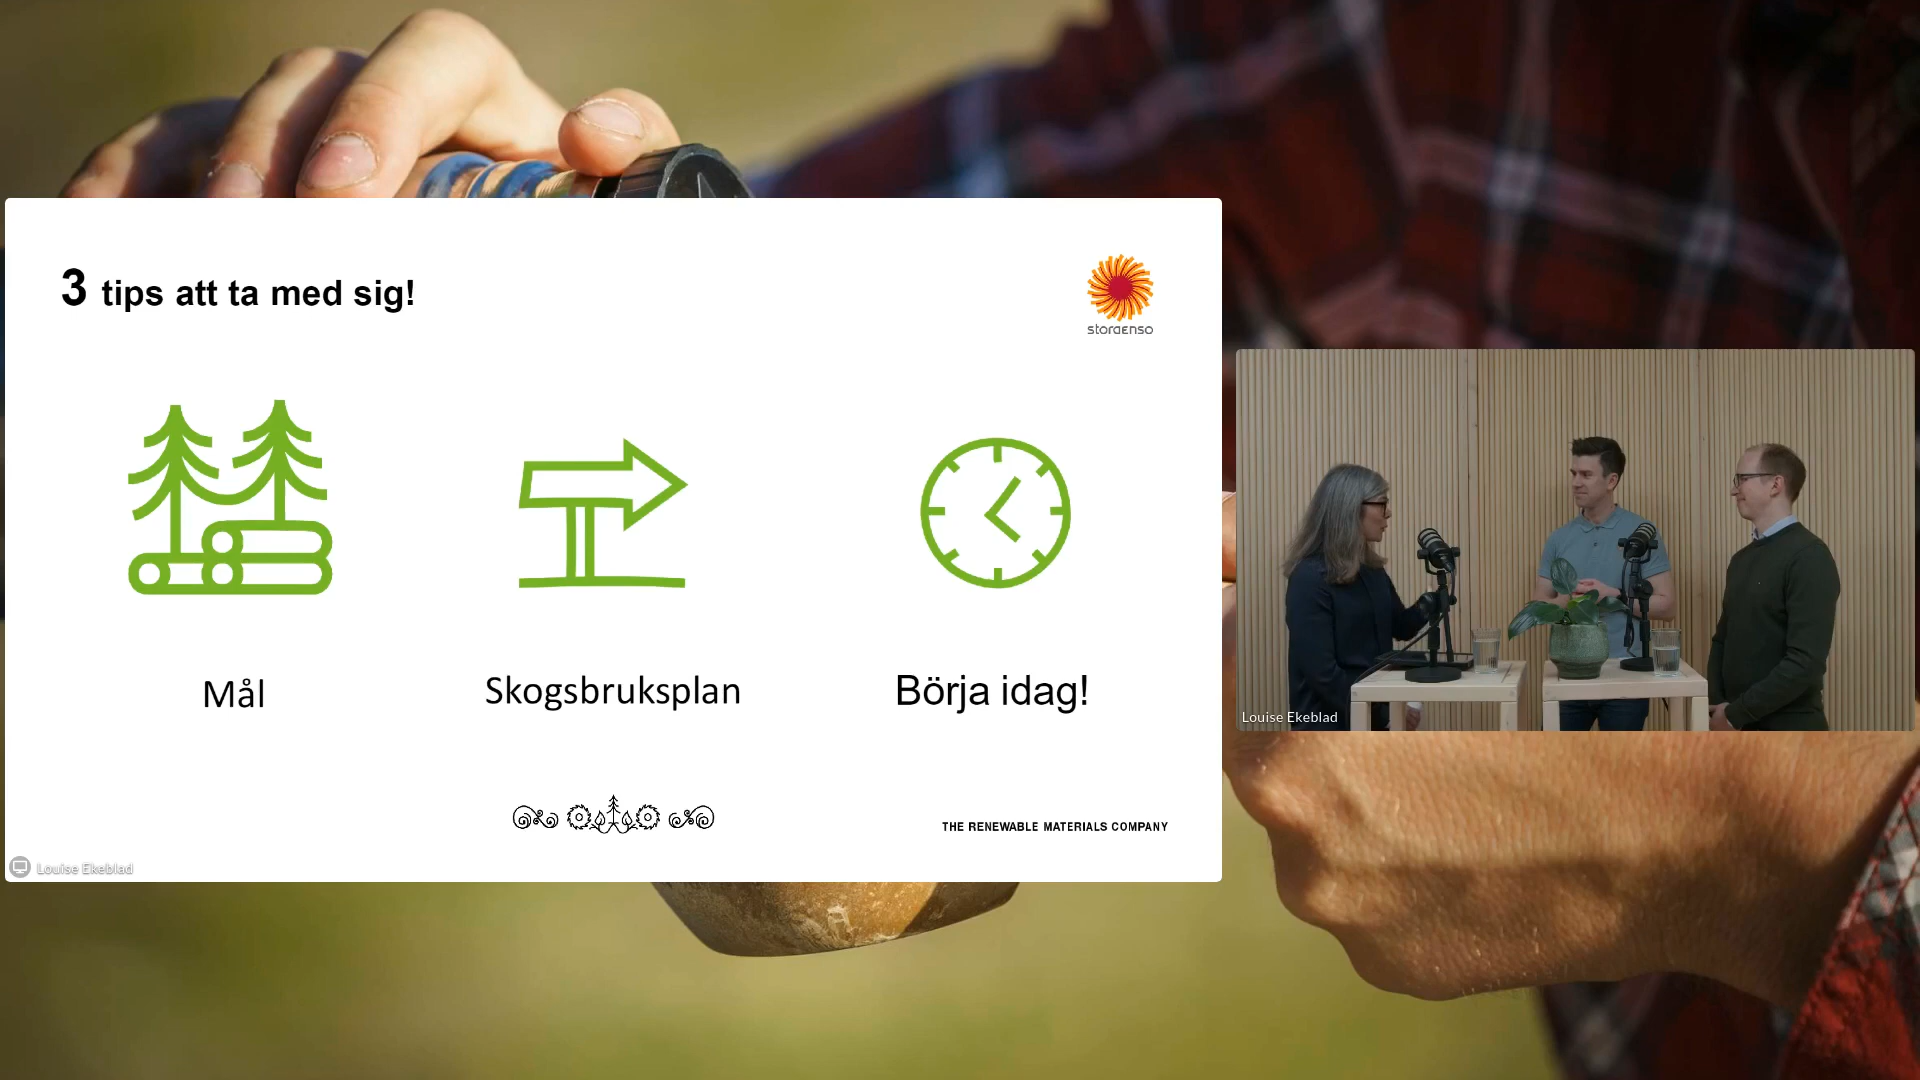 3 tips att ta med sig!
storaenso
Mål
Skogsbruksplan
Börja idag!
THE RENEWABLE MATERIALS COMPANY
Louise Ekeblad
Louise Ekeblad